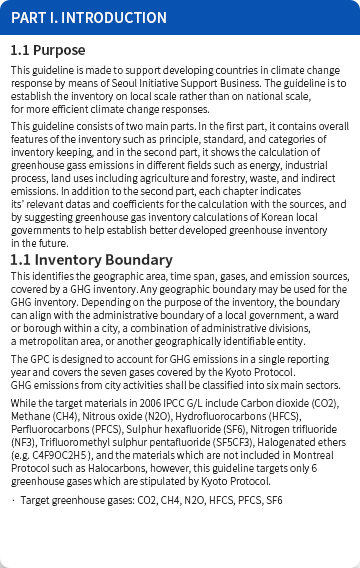 PART I. INTRODUCTION
1.1 Purpose
This guideline is made to support developing countries in climate change
response by means of Seoul Initiative Support Business. The guideline is to
establish the inventory on local scale rather than on national scale,
for more efficient climate change responses.
This guideline consists of two main parts. In the first part, it contains overall
features of the inventory such as principle, standard, and categories of
inventory keeping, and in the second part, it shows the calculation of
greenhouse gass emissions in different fields such as energy, industrial
process, land uses including agriculture and forestry, waste, and indirect
emissions. In addition to the second part, each chapter indicates
its' relevant datas and coefficients for the calculation with the sources, and
by suggesting greenhouse gas inventory calculations of Korean local
governments to help establish better developed greenhouse inventory
in the future.
1.1 Inventory Boundary
This identifies the geographic area, time span, gases, and emission sources,
covered by a GHG inventory. Any geographic boundary may be used for the
GHG inventory. Depending on the purpose of the inventory, the boundary
can align with the administrative boundary of a local government, a ward
or borough within a city, a combination of administrative divisions,
a metropolitan area, or another geographically identifiable entity.
The GPC is designed to account for GHG emissions in a single reporting
year and covers the seven gases covered by the Kyoto Protocol.
GHG emissions from city activities shall be classified into six main sectors.
While the target materials in 2006 IPCC G/L include Carbon dioxide (CO2),
Methane (CH4), Nitrous oxide (N2O), Hydrofluorocarbons (HFCS),
Perfluorocarbons (PFCS), Sulphur hexafluoride (SF6), Nitrogen trifluoride
(NF3), Trifluoromethyl sulphur pentafluoride (SF5CF3), Halogenated ethers
(e.g. C4F9OC2H5 ), and the materials which are not included in Montreal
Protocol such as Halocarbons, however, this guideline targets only 6
greenhouse gases which are stipulated by Kyoto Protocol.
· Target greenhouse gases: CO2, CH4, N2O, HFCS, PFCS, SF6